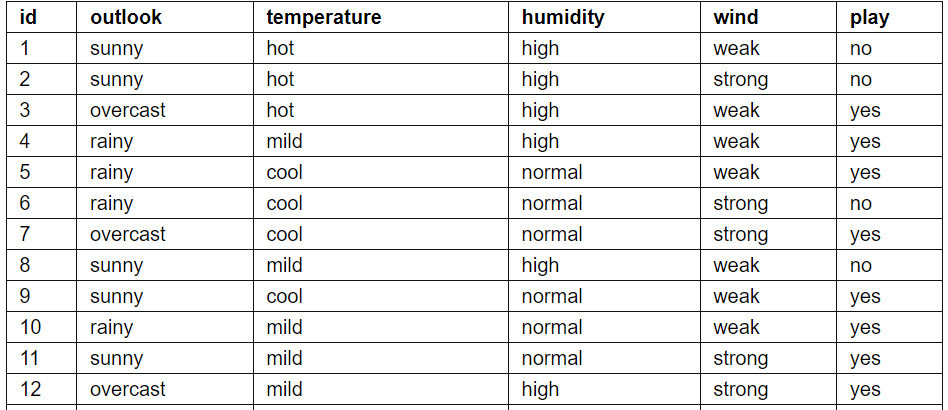 id outlook temperature humidity wind play
1 sunny hot high weak no
2 sunny hot high strong no
3 overcast hot high weak yes
4 rainy mild high weak yes
5 rainy cool normal weak yes
6 rainy cool normal strong no
7 overcast cool normal strong yes
8 sunny mild high weak no
9 sunny cool normal weak yes
10 rainy mild normal weak yes
11 sunny mild normal strong yes
12 overcast mild high strong yes